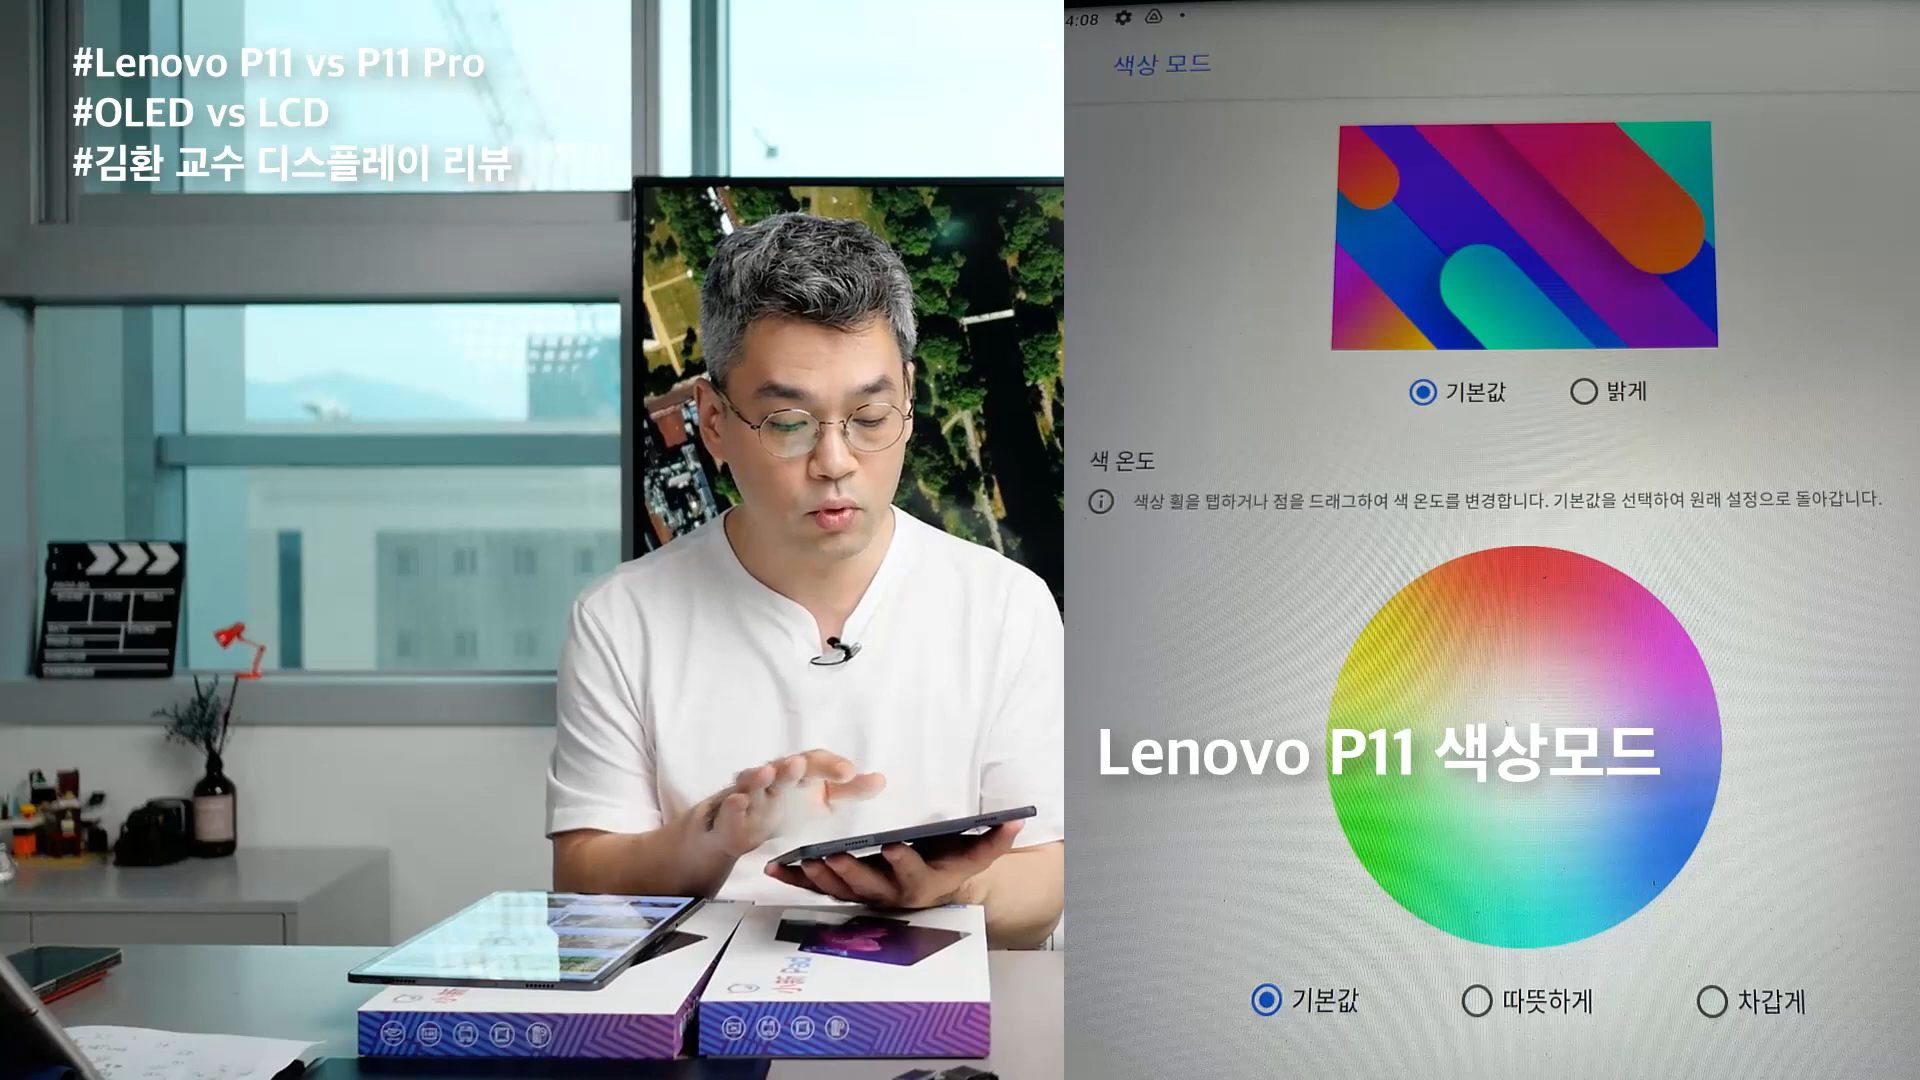 #Lenovo P11 vs P11 Pro
#OLED vs LCD
#김환 교수 디스플레이 리뷰
4:08
색상 모드
기본값
밝게
색 온도
색상 휠을 탭하거나 점을 드래그하여 색 온도를 변경합니다. 기본값을 선택하여 원래 설정으로 돌아갑니다.
Lenovo P11 색상모드
기본값
따뜻하게
차갑게
小新 Pad